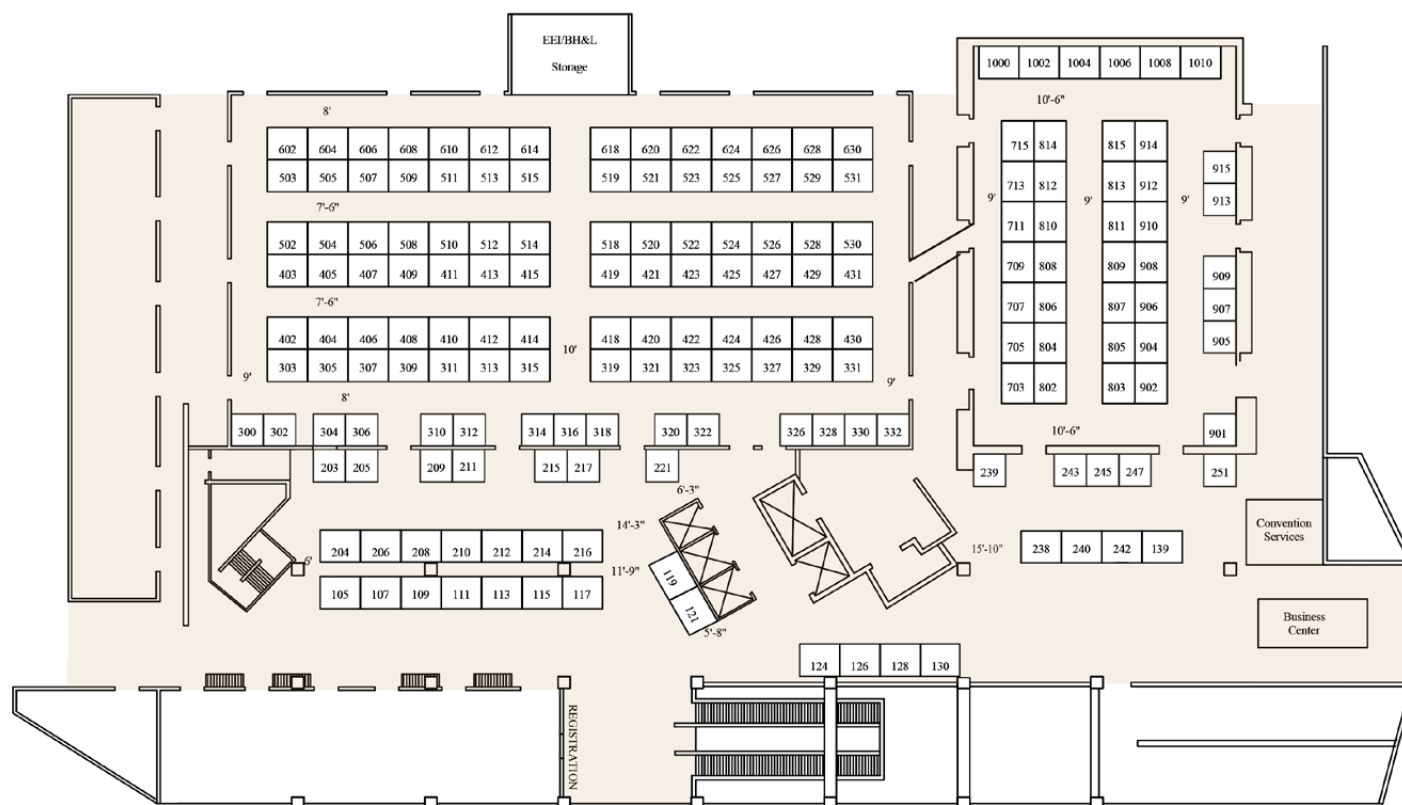 EEI/BH&L
Storage
1000 1002 1004 1006 1008 1010
8'
10'-6"
602 604 606 608 610 612 614 618 620 622 624 626 628 630
503 505 507 509 511 513 515 519 521 523 525 527 529 531
7'-6"
502 504 506 508 510 512 514 518 520 522 524 526 528 530
403 405 407 409 411 413 415 419 421 423 425 427 429 431
7'-6"
402 404 406 408 410 412 414 418 420 422 424 426 428 430
10'
303 305 307 309 311 313 315 319 321 323 325 327 329 331
9' 9'
8'
300 302 304 306 310 312 314 316 318 320 322 326 328 330 332
203 205 209 211 215 217 221
715 814 815 914
713 812 813 912
9' 9' 9'
711 810 811 910
709 808 809 908
707 806 807 906
705 804 805 904
703 802 803 902
915
913
909
907
905
10'-6"
901
239 243 245 247 251
6'-3"
14'-3"
204 206 208 210 212 214 216
6'
11'-9"
105 107 109 111 113 115 117
119
121
5'-8"
15'-10"
238 240 242 139
Convention
Services
Business
Center
124 126 128 130
REGISTRATION